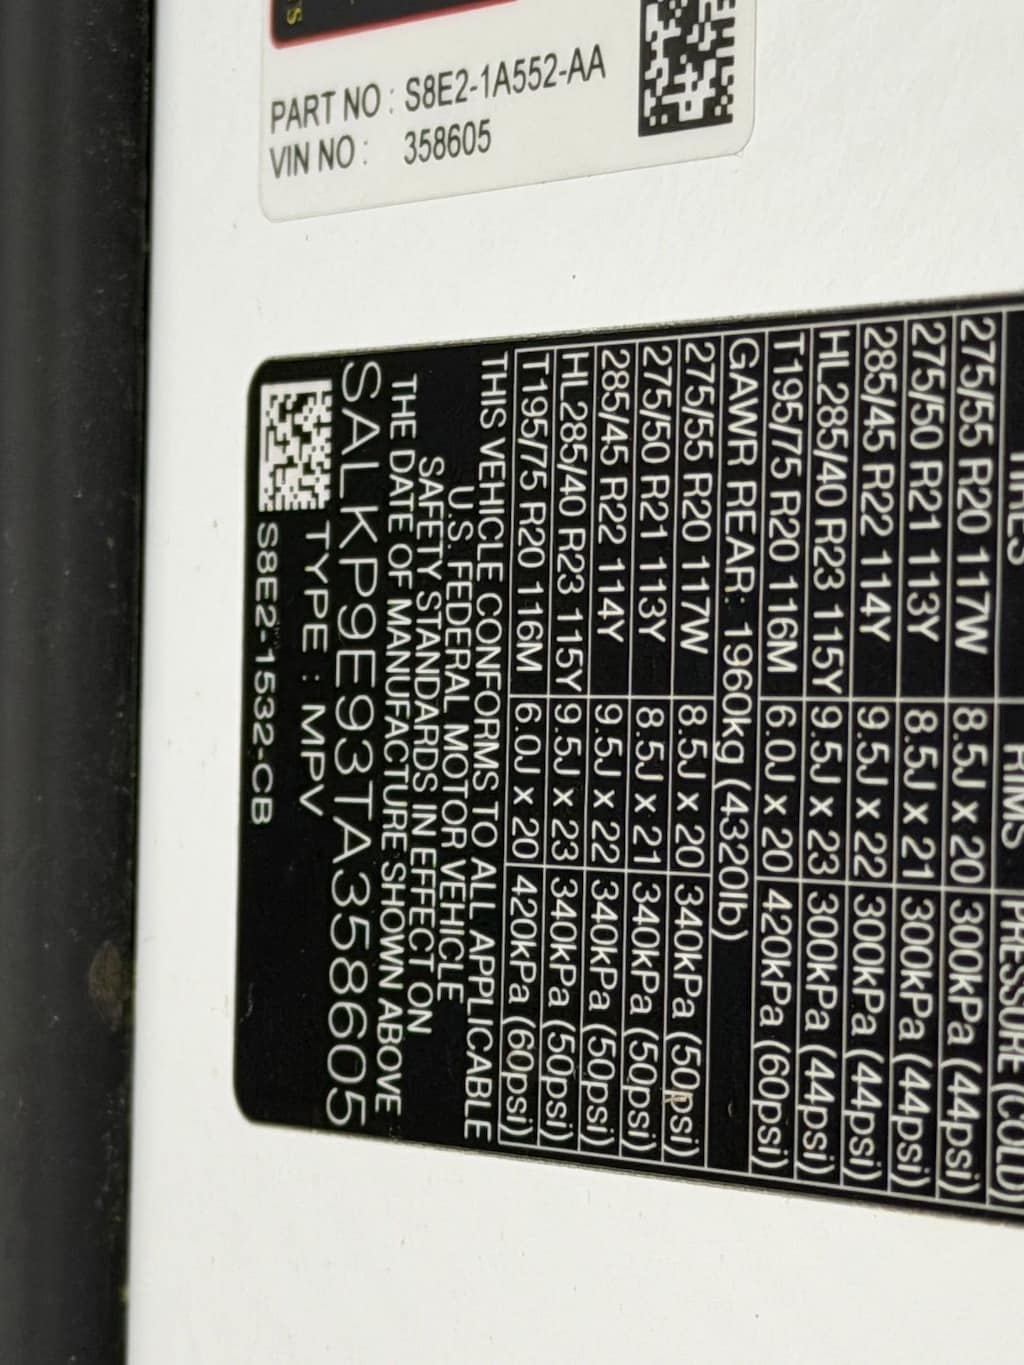 PART NO : S8E2-1A552-AA
VIN NO : 358605
TIRES RIMS PRESSURE (COLD)
275/55 R20 117W 8.5J x 20 300kPa (44psi)
275/50 R21 113Y 8.5J x 21 300kPa (44psi)
285/45 R22 114Y 9.5J x 22 300kPa (44psi)
HL285/40 R23 115Y 9.5J x 23 300kPa (44psi)
T195/75 R20 116M 6.0J x 20 420kPa (60psi)
GAWR REAR: 1960kg (4320lb)
275/55 R20 117W 8.5J x 20 340kPa (50psi)
275/50 R21 113Y 8.5J x 21 340kPa (50psi)
285/45 R22 114Y 9.5J x 22 340kPa (50psi)
HL285/40 R23 115Y 9.5J x 23 340kPa (50psi)
T195/75 R20 116M 6.0J x 20 420kPa (60psi)
THIS VEHICLE CONFORMS TO ALL APPLICABLE
U.S. FEDERAL MOTOR VEHICLE
SAFETY STANDARDS IN EFFECT ON
THE DATE OF MANUFACTURE SHOWN ABOVE
SALKP9E93TA358605
TYPE : MPV
S8E2-1532-CB